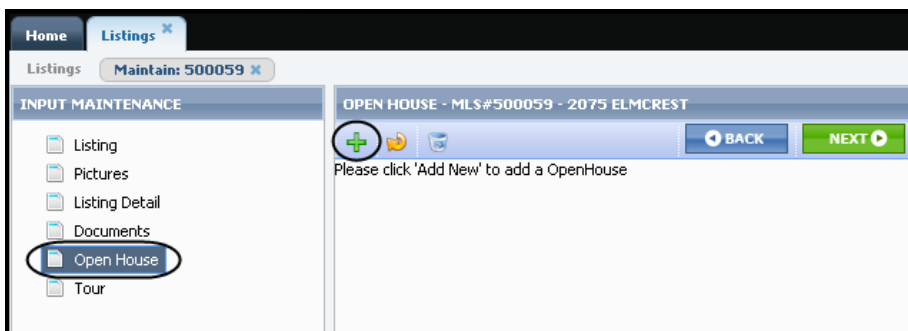 Home Listings
Listings Maintain: 500059
INPUT MAINTENANCE
Listing
Pictures
Listing Detail
Documents
Open House
Tour
OPEN HOUSE - MLS#500059 - 2075 ELMCREST
BACK NEXT
Please click 'Add New' to add a OpenHouse